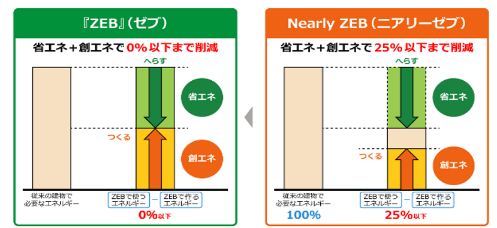 『ZEB』（ゼブ）
省エネ＋創エネで0％以下まで削減
へらす
省エネ
つくる
創エネ
従来の建物で
必要なエネルギー
ZEBで使う
エネルギー
－
ZEBで作る
エネルギー
0％以下
Nearly ZEB（ニアリーゼブ）
省エネ＋創エネで25％以下まで削減
へらす
省エネ
つくる
創エネ
従来の建物で
必要なエネルギー
ZEBで使う
エネルギー
－
ZEBで作る
エネルギー
100％
25％以下